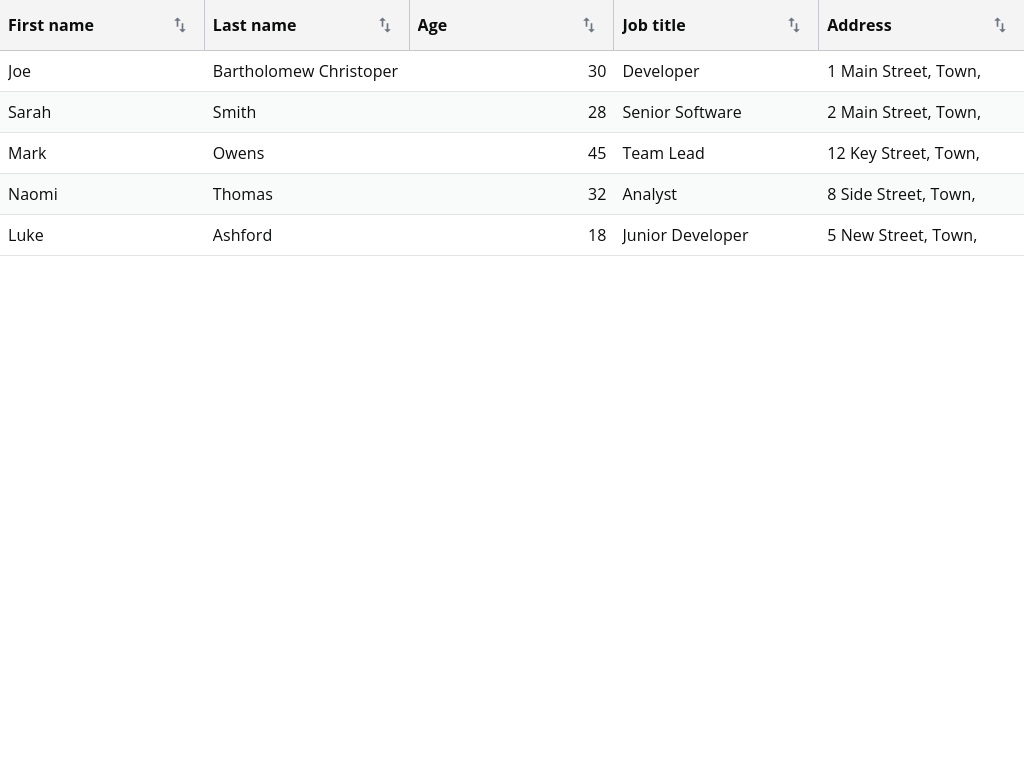 First name Last name Age Job title Address
Joe Bartholomew Christoper 30 Developer 1 Main Street, Town,
Sarah Smith 28 Senior Software 2 Main Street, Town,
Mark Owens 45 Team Lead 12 Key Street, Town,
Naomi Thomas 32 Analyst 8 Side Street, Town,
Luke Ashford 18 Junior Developer 5 New Street, Town,